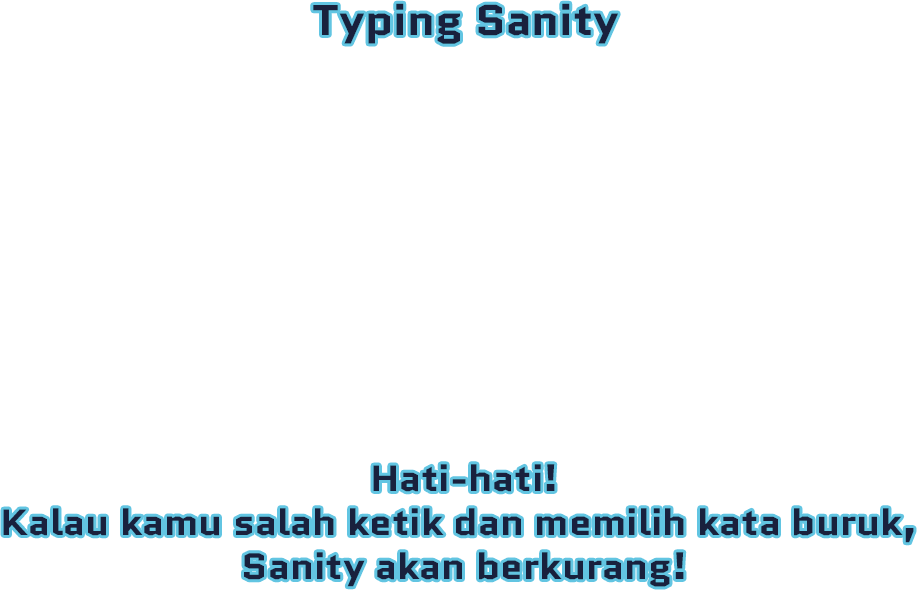 Typing Sanity
Hati-hati!
Kalau kamu salah ketik dan memilih kata buruk,
Sanity akan berkurang!